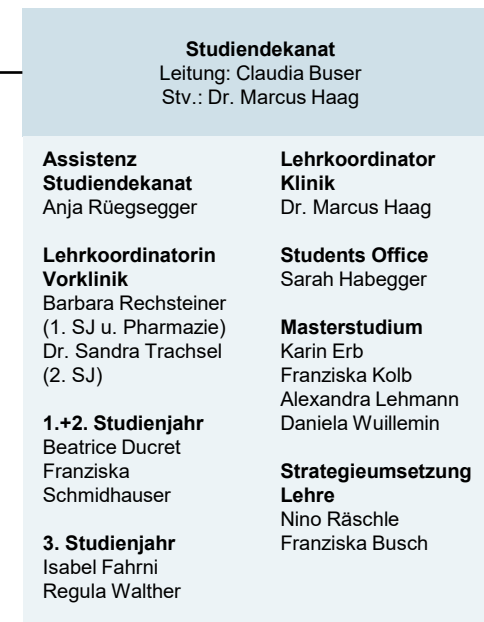 Studiendekanat
Leitung: Claudia Buser
Stv.: Dr. Marcus Haag
Assistenz
Studiendekanat
Anja Rüegsegger
Lehrkoordinatorin
Vorklinik
Barbara Rechsteiner
(1. SJ u. Pharmazie)
Dr. Sandra Trachsel
(2. SJ)
1.+2. Studienjahr
Beatrice Ducret
Franziska
Schmidhauser
3. Studienjahr
Isabel Fahrni
Regula Walther
Lehrkoordinator
Klinik
Dr. Marcus Haag
Students Office
Sarah Habegger
Masterstudium
Karin Erb
Franziska Kolb
Alexandra Lehmann
Daniela Wuillemin
Strategieumsetzung
Lehre
Nino Räschle
Franziska Busch